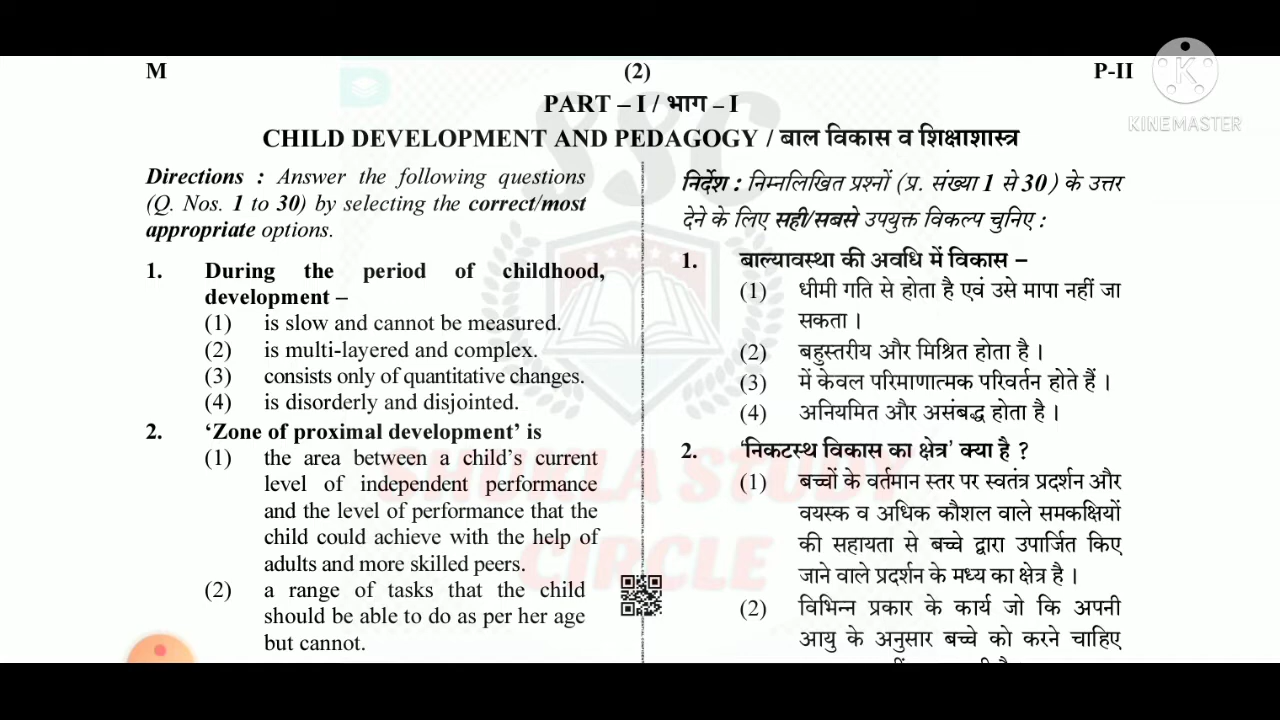 M (2) P-II
KINEMASTER
PART – I / भाग – I
CHILD DEVELOPMENT AND PEDAGOGY / बाल विकास व शिक्षाशास्त्र
Directions : Answer the following questions
(Q. Nos. 1 to 30) by selecting the correct/most
appropriate options.
1. During the period of childhood,
development –
(1) is slow and cannot be measured.
(2) is multi-layered and complex.
(3) consists only of quantitative changes.
(4) is disorderly and disjointed.
2. ‘Zone of proximal development’ is
(1) the area between a child’s current
level of independent performance
and the level of performance that the
child could achieve with the help of
adults and more skilled peers.
(2) a range of tasks that the child
should be able to do as per her age
but cannot.
निर्देश : निम्नलिखित प्रश्नों (प्र. संख्या 1 से 30) के उत्तर
देने के लिए सही/सबसे उपयुक्त विकल्प चुनिए :
1. बाल्यावस्था की अवधि में विकास –
(1) धीमी गति से होता है एवं उसे मापा नहीं जा
सकता ।
(2) बहुस्तरीय और मिश्रित होता है ।
(3) में केवल परिमाणात्मक परिवर्तन होते हैं ।
(4) अनियमित और असंबद्ध होता है ।
2. ‘निकटस्थ विकास का क्षेत्र’ क्या है ?
(1) बच्चों के वर्तमान स्तर पर स्वतंत्र प्रदर्शन और
वयस्क व अधिक कौशल वाले समकक्षियों
की सहायता से बच्चे द्वारा उपार्जित किए
जाने वाले प्रदर्शन के मध्य का क्षेत्र है ।
(2) विभिन्न प्रकार के कार्य जो कि अपनी
आयु के अनुसार बच्चे को करने चाहिए
SSC
SHUKLA STUDY
CIRCLE